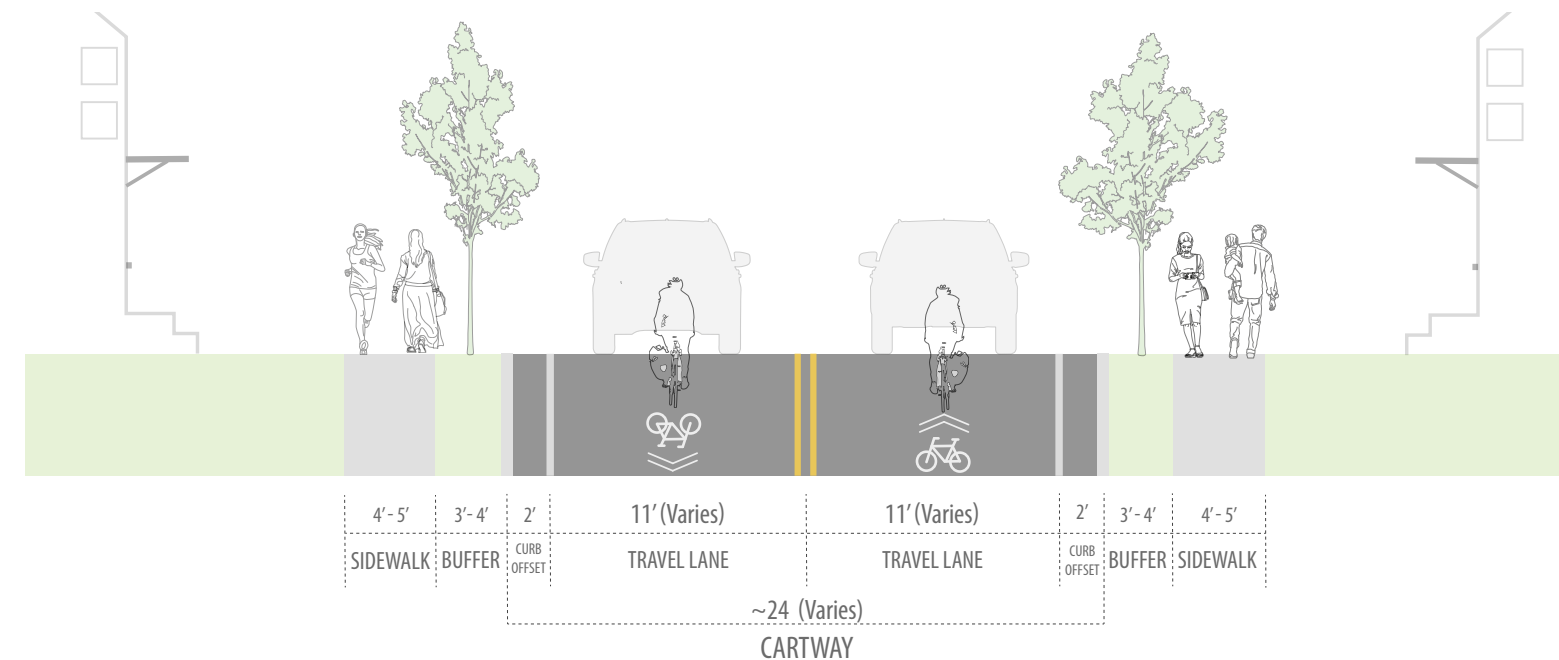 4’ - 5’ 3’- 4’ 2’ 11’ (Varies) 11’ (Varies) 2’ 3’- 4’ 4’ - 5’
SIDEWALK BUFFER CURB OFFSET TRAVEL LANE TRAVEL LANE CURB OFFSET BUFFER SIDEWALK
~24 (Varies)
CARTWAY